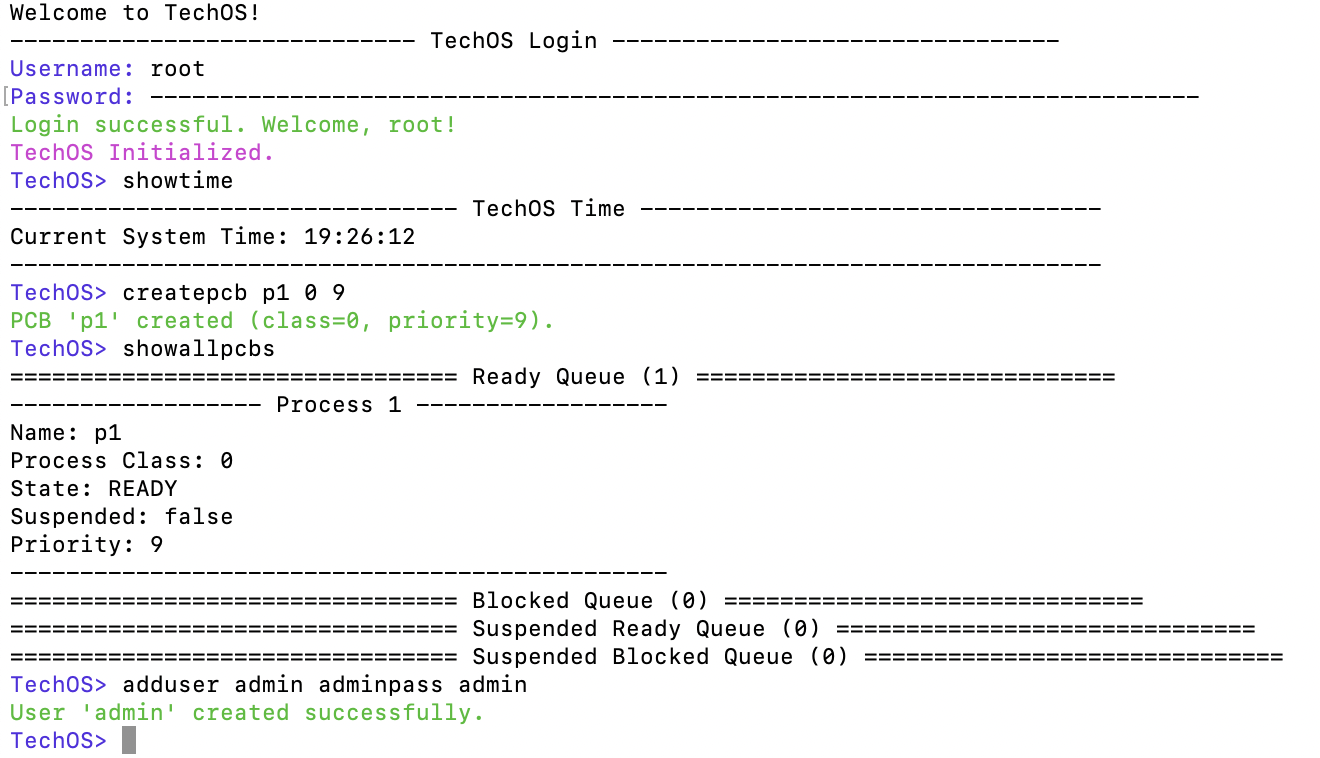 Welcome to TechOS!
----------------------------- TechOS Login --------------------------------
Username: root
[Password: ---------------------------------------------------------------------------
Login successful. Welcome, root!
TechOS Initialized.
TechOS> showtime
-------------------------------- TechOS Time ---------------------------------
Current System Time: 19:26:12
------------------------------------------------------------------------------
TechOS> createpcb p1 0 9
PCB 'p1' created (class=0, priority=9).
TechOS> showallpcbs
================================ Ready Queue (1) ==============================
------------------ Process 1 ------------------
Name: p1
Process Class: 0
State: READY
Suspended: false
Priority: 9
-----------------------------------------------
================================ Blocked Queue (0) ==============================
================================ Suspended Ready Queue (0) ==============================
================================ Suspended Blocked Queue (0) ==============================
TechOS> adduser admin adminpass admin
User 'admin' created successfully.
TechOS>